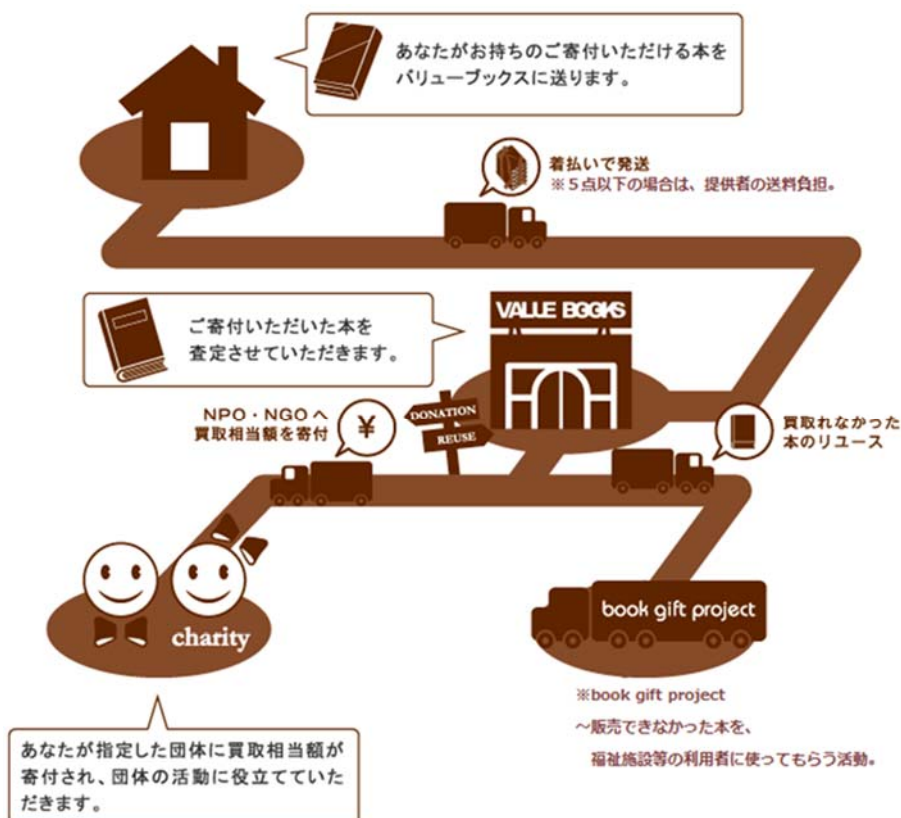 あなたがお持ちのご寄付いただける本を
バリューブックスに送ります。
着払いで発送
※５点以下の場合は、提供者の送料負担。
VALUE BOOKS
ご寄付いただいた本を
査定させていただきます。
NPO・NGOへ
買取相当額を寄付
¥
DONATION
REUSE
買取れなかった
本のリユース
charity
book gift project
※book gift project
～販売できなかった本を、
福祉施設等の利用者に使ってもらう活動。
あなたが指定した団体に買取相当額が
寄付され、団体の活動に役立てていた
だきます。